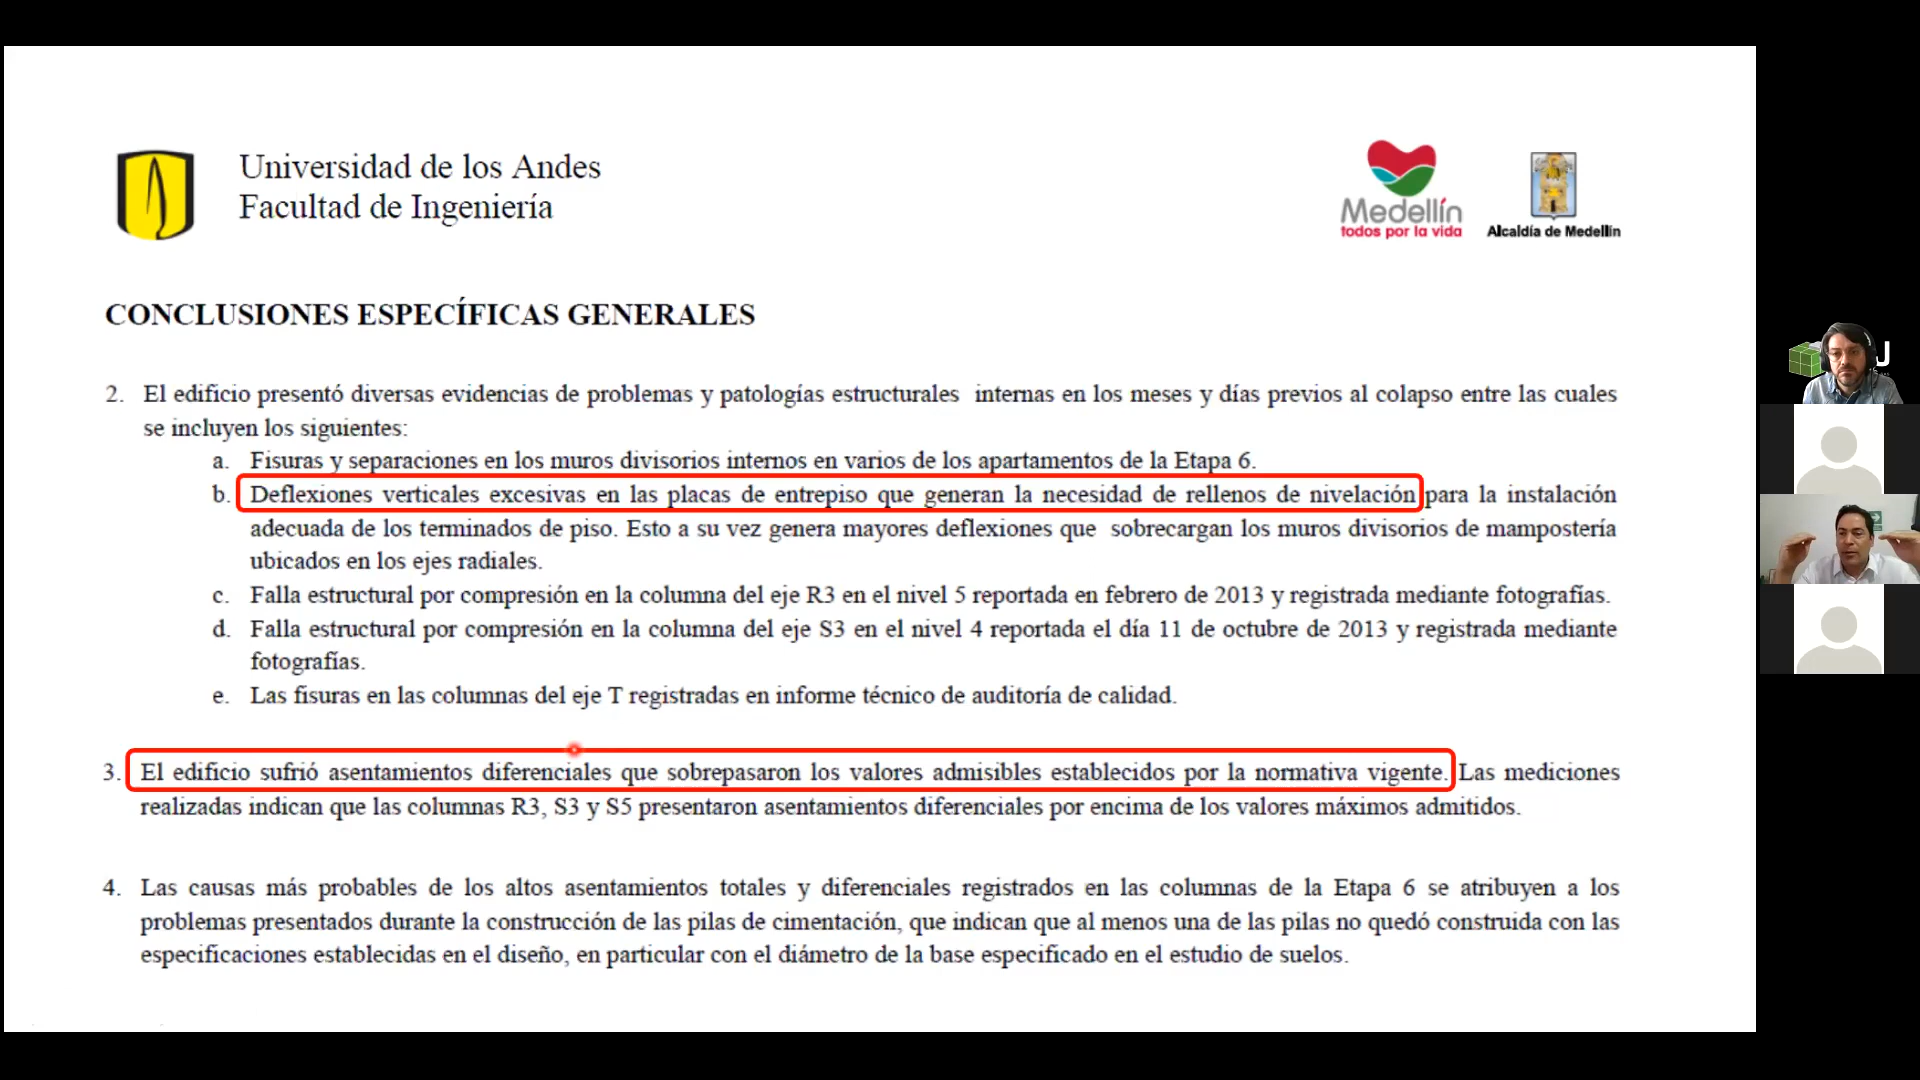 Universidad de los Andes
Facultad de Ingeniería
Medellín
todos por la vida
Alcaldía de Medellín
CONCLUSIONES ESPECÍFICAS GENERALES
2. El edificio presentó diversas evidencias de problemas y patologías estructurales internas en los meses y días previos al colapso entre las cuales
se incluyen los siguientes:
a. Fisuras y separaciones en los muros divisorios internos en varios de los apartamentos de la Etapa 6.
b. Deflexiones verticales excesivas en las placas de entrepiso que generan la necesidad de rellenos de nivelación para la instalación
adecuada de los terminados de piso. Esto a su vez genera mayores deflexiones que sobrecargan los muros divisorios de mampostería
ubicados en los ejes radiales.
c. Falla estructural por compresión en la columna del eje R3 en el nivel 5 reportada en febrero de 2013 y registrada mediante fotografías.
d. Falla estructural por compresión en la columna del eje S3 en el nivel 4 reportada el día 11 de octubre de 2013 y registrada mediante
fotografías.
e. Las fisuras en las columnas del eje T registradas en informe técnico de auditoría de calidad.
3. El edificio sufrió asentamientos diferenciales que sobrepasaron los valores admisibles establecidos por la normativa vigente. Las mediciones
realizadas indican que las columnas R3, S3 y S5 presentaron asentamientos diferenciales por encima de los valores máximos admitidos.
4. Las causas más probables de los altos asentamientos totales y diferenciales registrados en las columnas de la Etapa 6 se atribuyen a los
problemas presentados durante la construcción de las pilas de cimentación, que indican que al menos una de las pilas no quedó construida con las
especificaciones establecidas en el diseño, en particular con el diámetro de la base especificado en el estudio de suelos.